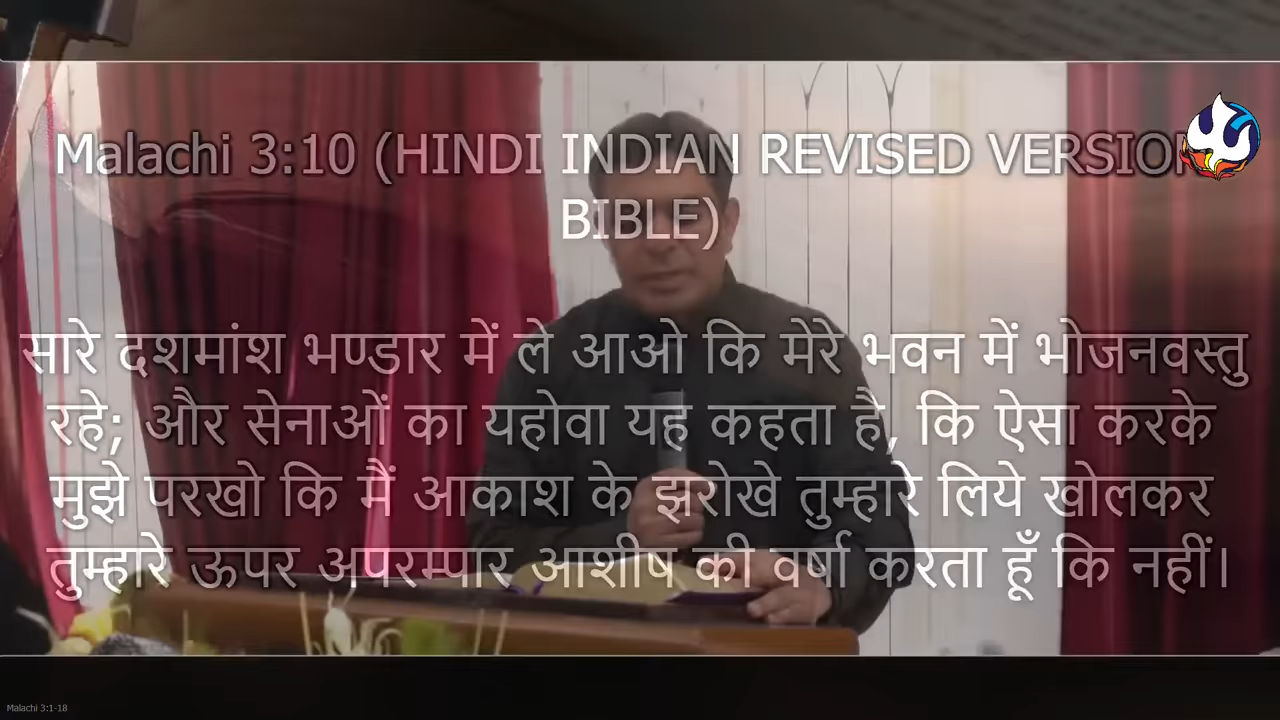 Malachi 3:10 (HINDI INDIAN REVISED VERSION
BIBLE)
सारे दशमांश भण्डार में ले आओ कि मेरे भवन में भोजनवस्तु
रहे; और सेनाओं का यहोवा यह कहता है, कि ऐसा करके
मुझे परखो कि मैं आकाश के झरोखे तुम्हारे लिये खोलकर
तुम्हारे ऊपर अपरम्पार आशीष की वर्षा करता हूँ कि नहीं।
Malachi 3:1-18